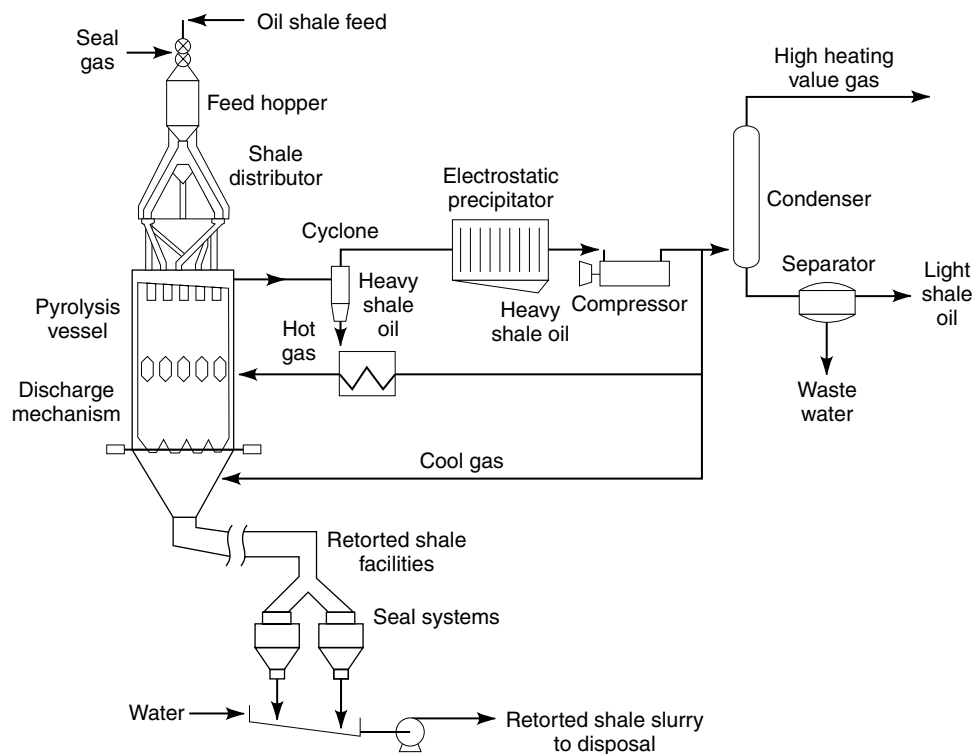 Oil shale feed
Seal
gas
Feed hopper
Shale
distributor
High heating
value gas
Electrostatic
precipitator
Condenser
Cyclone
Separator
Light
shale
oil
Heavy
shale
oil
Heavy
shale oil
Compressor
Pyrolysis
vessel
Hot
gas
Discharge
mechanism
Waste
water
Cool gas
Retorted shale
facilities
Seal systems
Water
Retorted shale slurry
to disposal